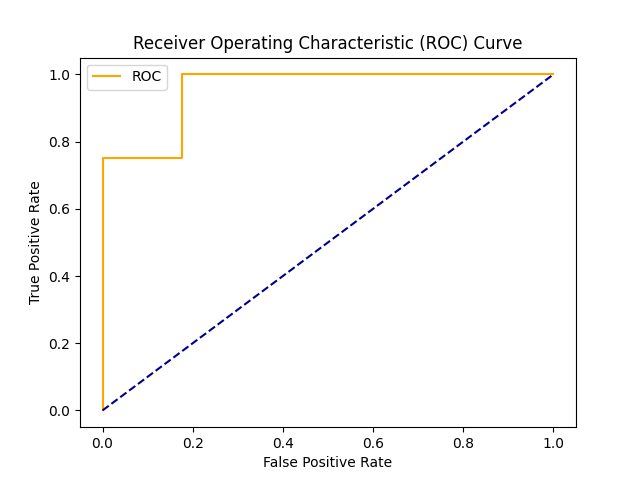 Receiver Operating Characteristic (ROC) Curve
ROC
1.0
0.8
0.6
0.4
0.2
0.0
True Positive Rate
0.0 0.2 0.4 0.6 0.8 1.0
False Positive Rate